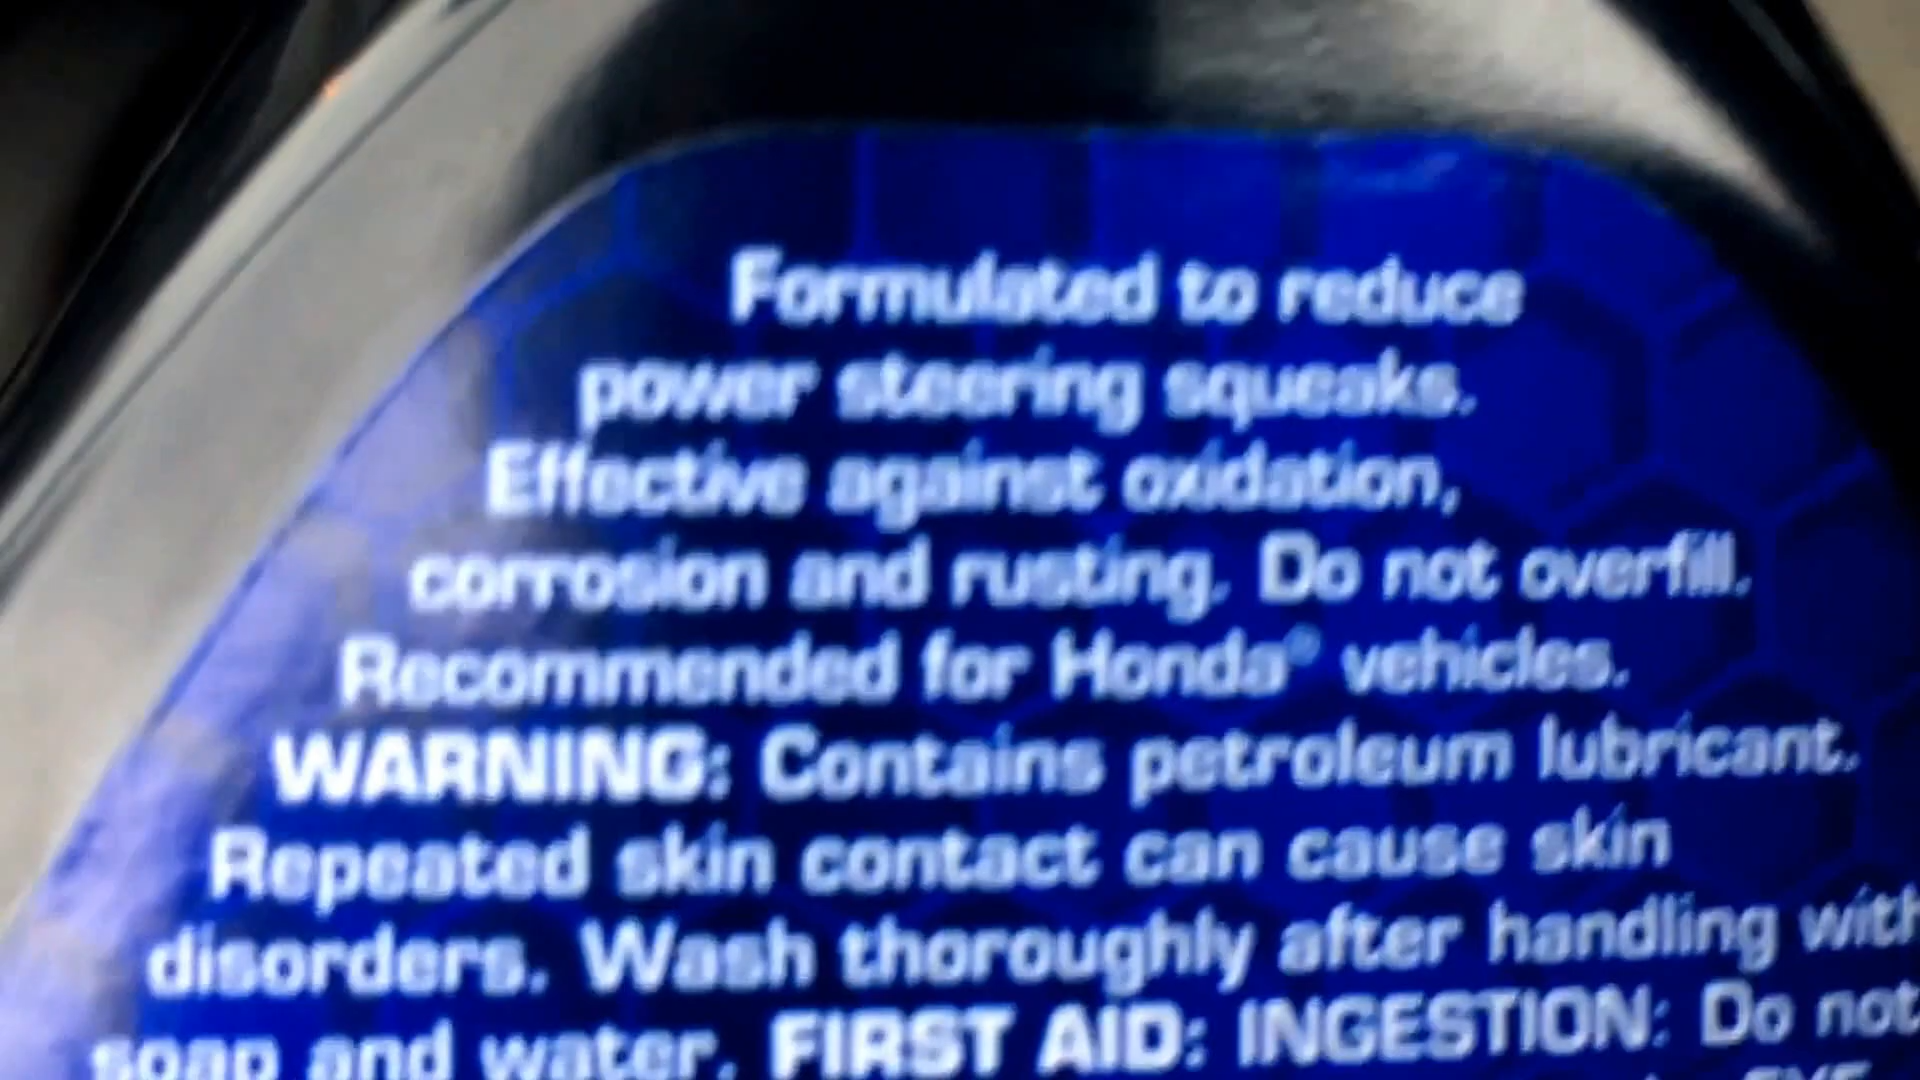 Formulated to reduce
power steering squeaks.
Effective against oxidation,
corrosion and rusting. Do not overfill.
Recommended for Honda® vehicles.
WARNING: Contains petroleum lubricant.
Repeated skin contact can cause skin
disorders. Wash thoroughly after handling with
soap and water. FIRST AID: INGESTION: Do not